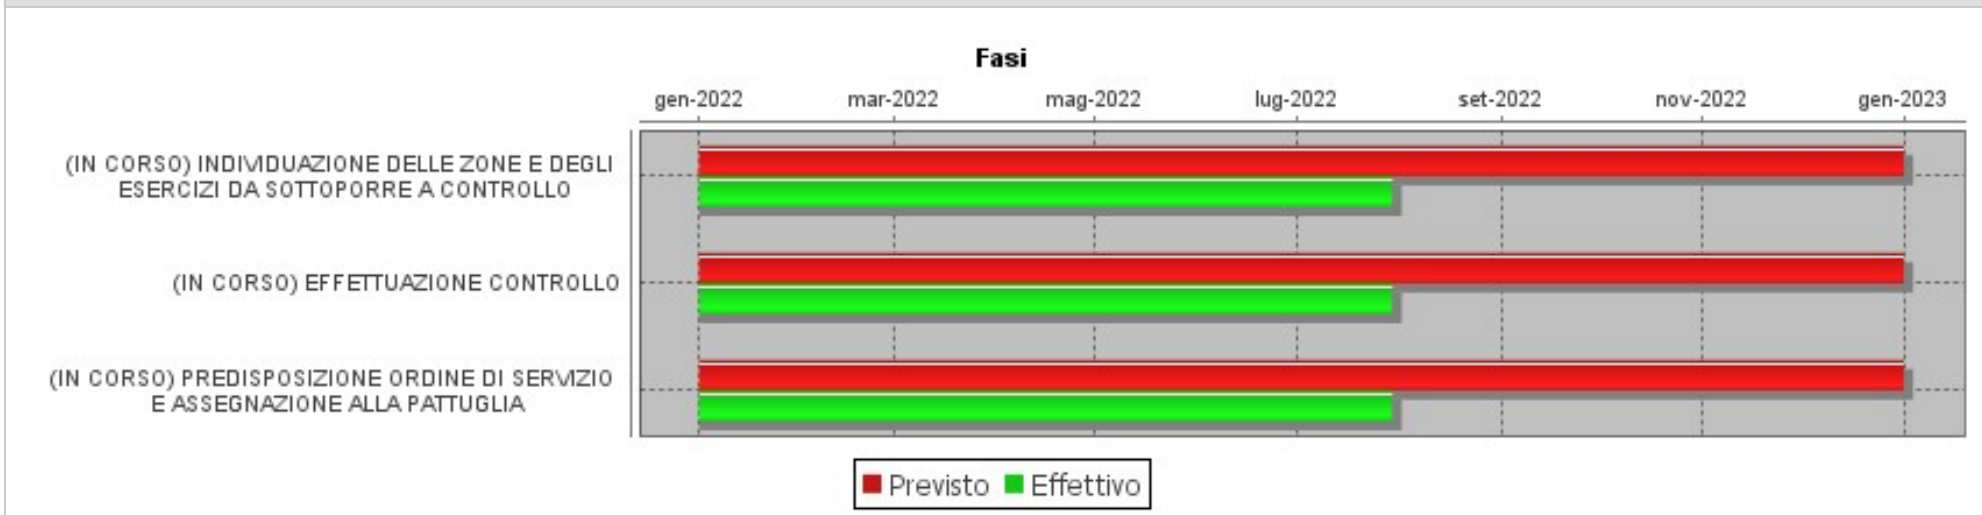 Fasi
gen-2022 mar-2022 mag-2022 lug-2022 set-2022 nov-2022 gen-2023
(IN CORSO) INDIVIDUAZIONE DELLE ZONE E DEGLI
ESERCIZI DA SOTTOPORRE A CONTROLLO
(IN CORSO) EFFETTUAZIONE CONTROLLO
(IN CORSO) PREDISPOSIZIONE ORDINE DI SERVIZIO
E ASSEGNAZIONE ALLA PATTUGLIA
Previsto Effettivo